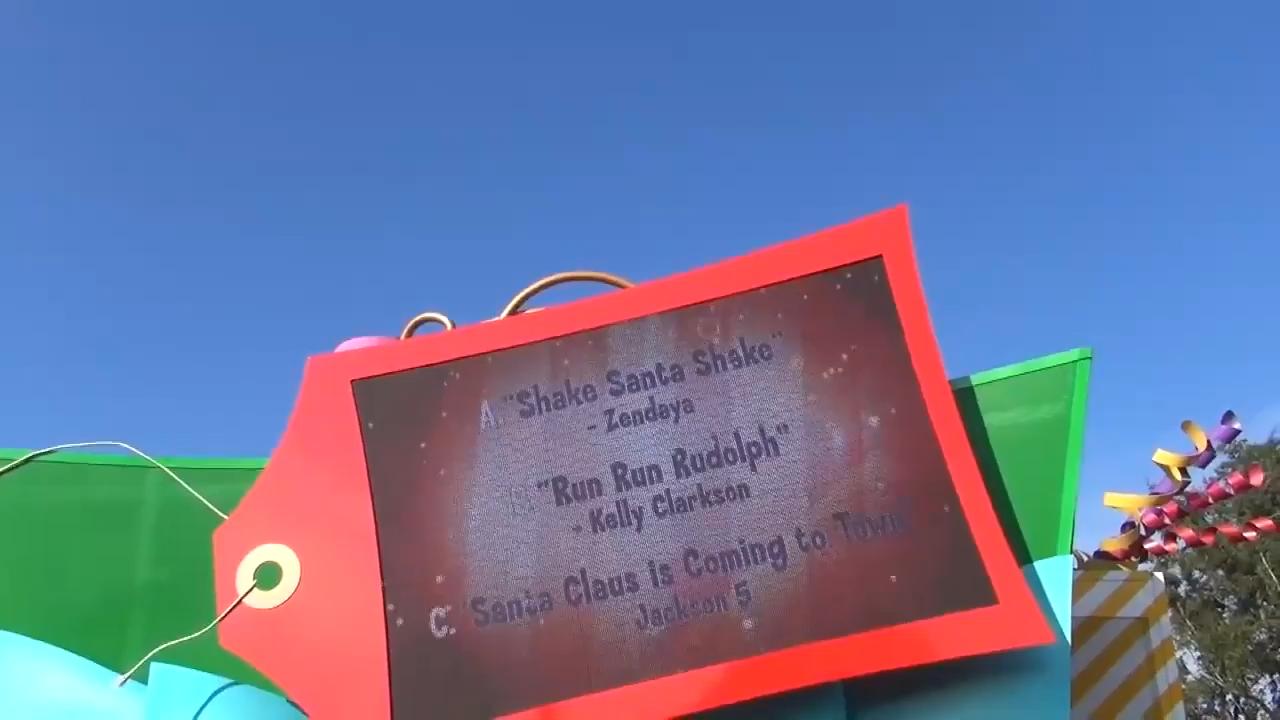 A. "Shake Santa Shake"
- Zendaya
"Run Run Rudolph"
- Kelly Clarkson
C. Santa Claus is Coming to Town
Jackson 5